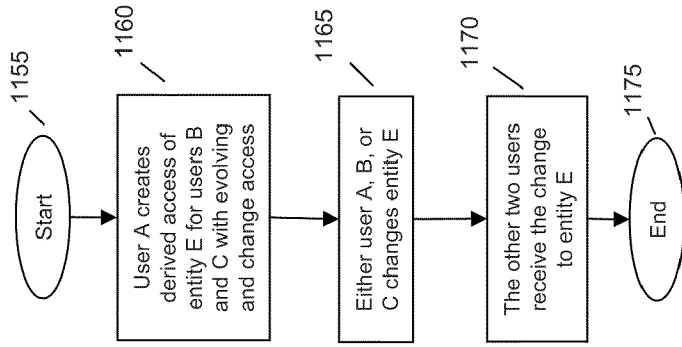 1155
Start
1160
User A creates
derived access of
entity E for users B
and C with evolving
and change access
1165
Either user A, B, or
C changes entity E
1170
The other two users
receive the change
to entity E
1175
End